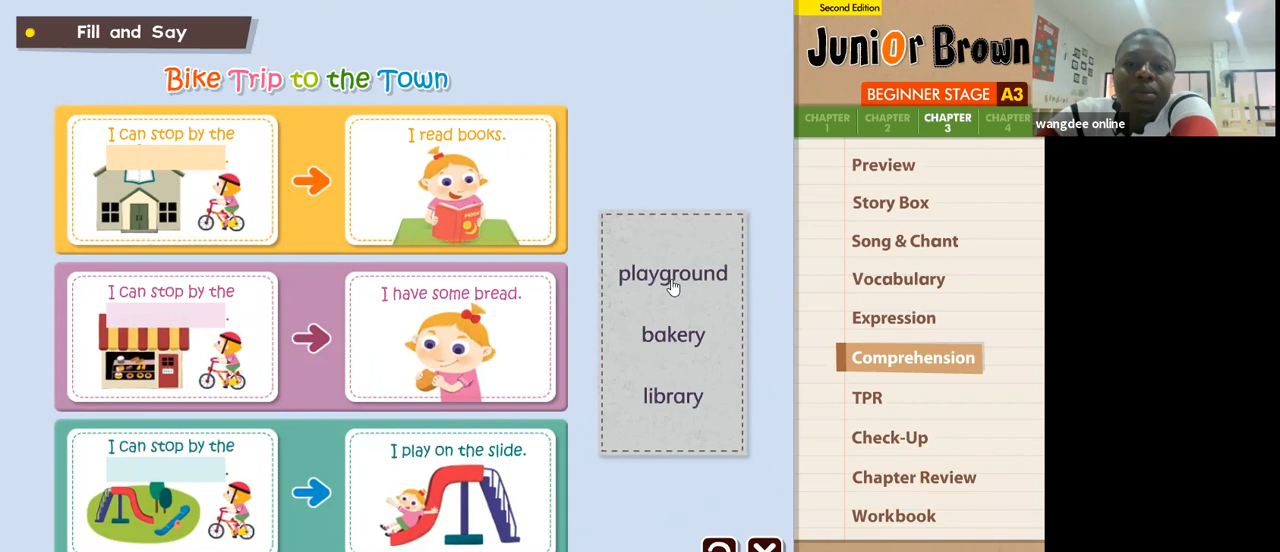 Fill and Say
Bike Trip to the Town
I can stop by the
.
I read books.
I can stop by the
.
I have some bread.
I can stop by the
.
I play on the slide.
playground
bakery
library
Second Edition
Junior Brown
BEGINNER STAGE A3
CHAPTER 1
CHAPTER 2
CHAPTER 3
CHAPTER 4
wangdee online
Preview
Story Box
Song & Chant
Vocabulary
Expression
Comprehension
TPR
Check-Up
Chapter Review
Workbook